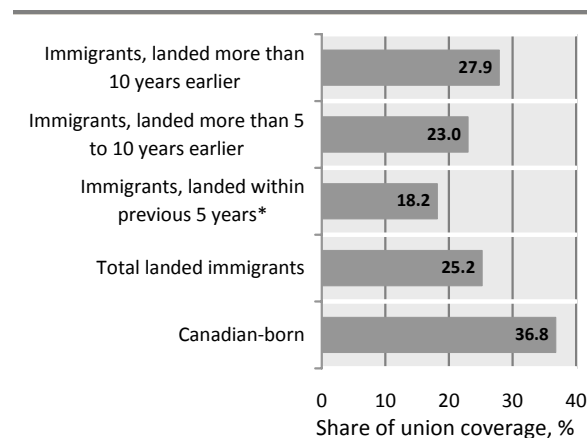 Immigrants, landed more than
10 years earlier
27.9
Immigrants, landed more than 5
to 10 years earlier
23.0
Immigrants, landed within
previous 5 years*
18.2
Total landed immigrants
25.2
Canadian-born
36.8
0 10 20 30 40
Share of union coverage, %